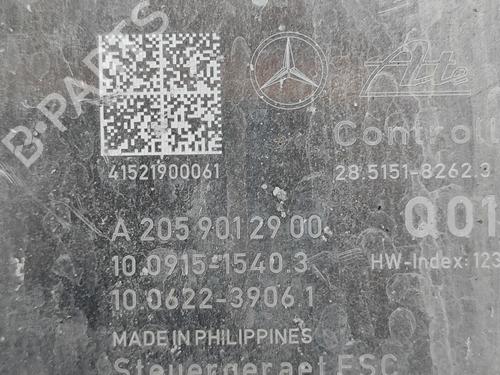 B-PARTS
Ate
Controll
41521900061
28.5151-8262.3
A 205 901 29 00
Q01
10.0915-1540.3
HW-Index: 123
10.0622-3906.1
MADE IN PHILIPPINES
Steuergeraet ESC